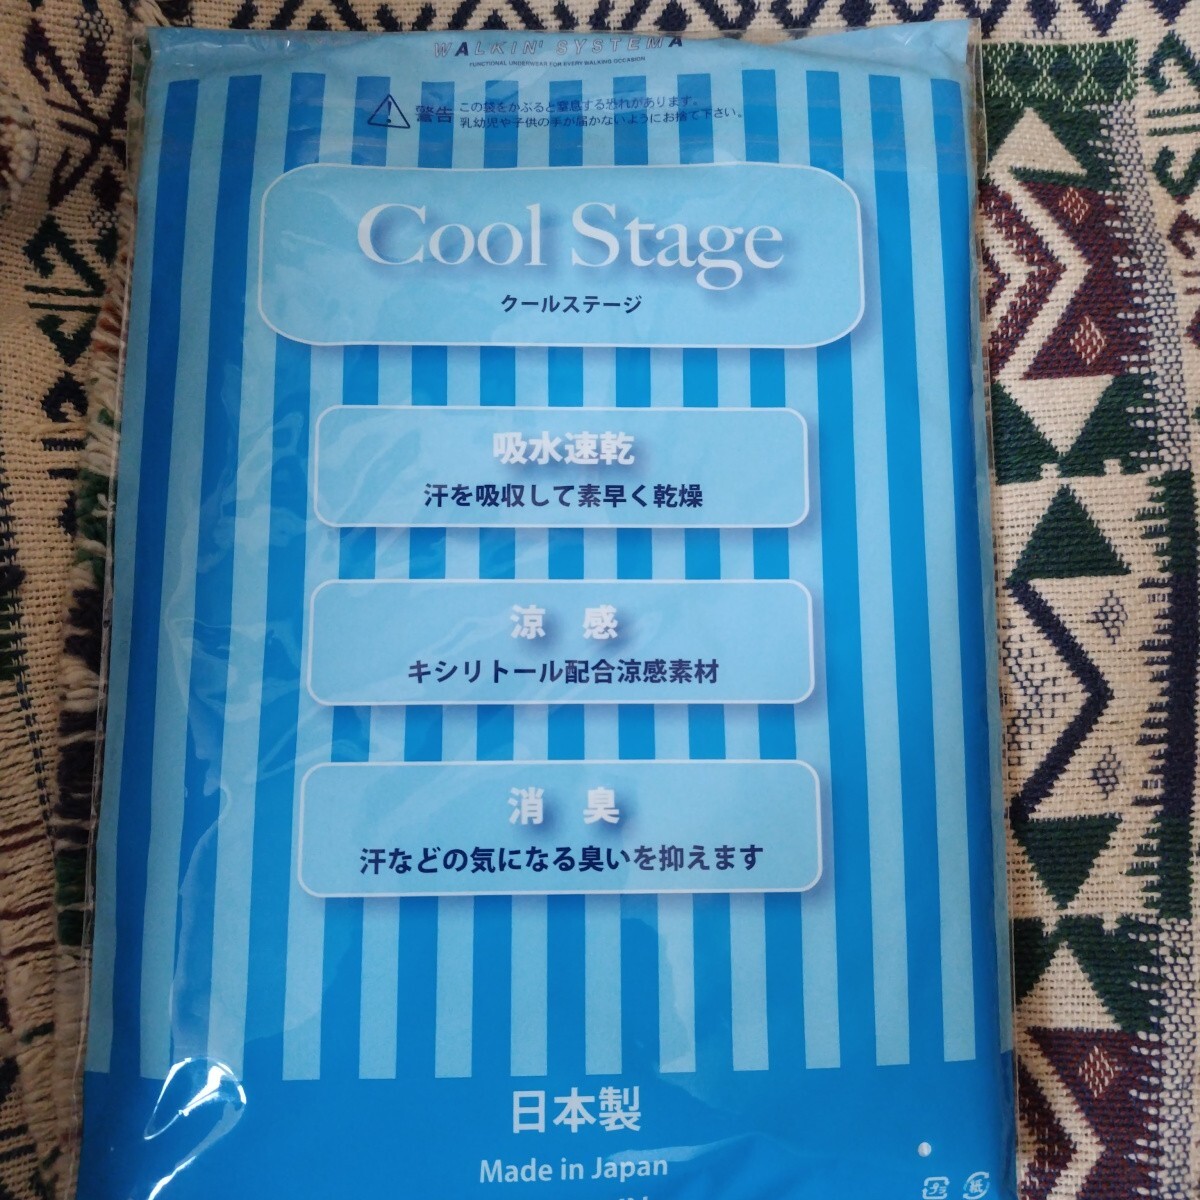 WALKIN' SYSTEMA
FUNCTIONAL UNDERWEAR FOR EVERY WALKING OCCASION
警告 この袋をかぶると窒息する恐れがあります。
乳幼児や子供の手が届かないようにお捨て下さい。
Cool Stage
クールステージ
吸水速乾
汗を吸収して素早く乾燥
涼 感
キシリトール配合涼感素材
消 臭
汗などの気になる臭いを抑えます
日本製
Made in Japan
プラ 紙